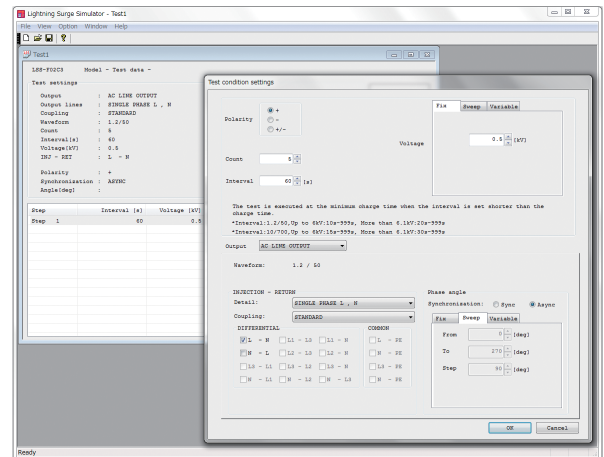 Lightning Surge Simulator - Test1
File View Option Window Help
Test1
LSS-F02C3 Model - Test data -
Test settings
Output : AC LINE OUTPUT
Output lines : SINGLE PHASE L , N
Coupling : STANDARD
Waveform : 1.2/50
Count : 5
Interval[s] : 60
Voltage[kV] : 0.5
INJ - RET : L - N
Polarity : +
Synchronization : ASYNC
Angle[deg] :
Step Interval [s] Voltage [kV]
Step 1 60 0.5
Test condition settings
Polarity
+
-
+/-
Count 5
Interval 60 [s]
Voltage
Fix Sweep Variable
0.5 [kV]
The test is executed at the minimum charge time when the interval is set shorter than the
charge time.
*Interval:1.2/50,Up to 6kV:10s-999s, More than 6.1kV:20s-999s
*Interval:10/700,Up to 6kV:15s-999s, More than 6.1kV:30s-999s
Output AC LINE OUTPUT
Waveform: 1.2 / 50
INJECTION - RETURN
Detail: SINGLE PHASE L , N
Coupling: STANDARD
DIFFERENTIAL COMMON
L - N L1 - L3 L1 - N L - PE
N - L L2 - L3 L2 - N N - PE
L3 - L1 L3 - L2 L3 - N L3 - PE
N - L1 N - L2 N - L3 N - PE
Phase angle
Synchronization: Sync Async
Fix Sweep Variable
From 0 [deg]
To 270 [deg]
Step 90 [deg]
OK Cancel
Ready